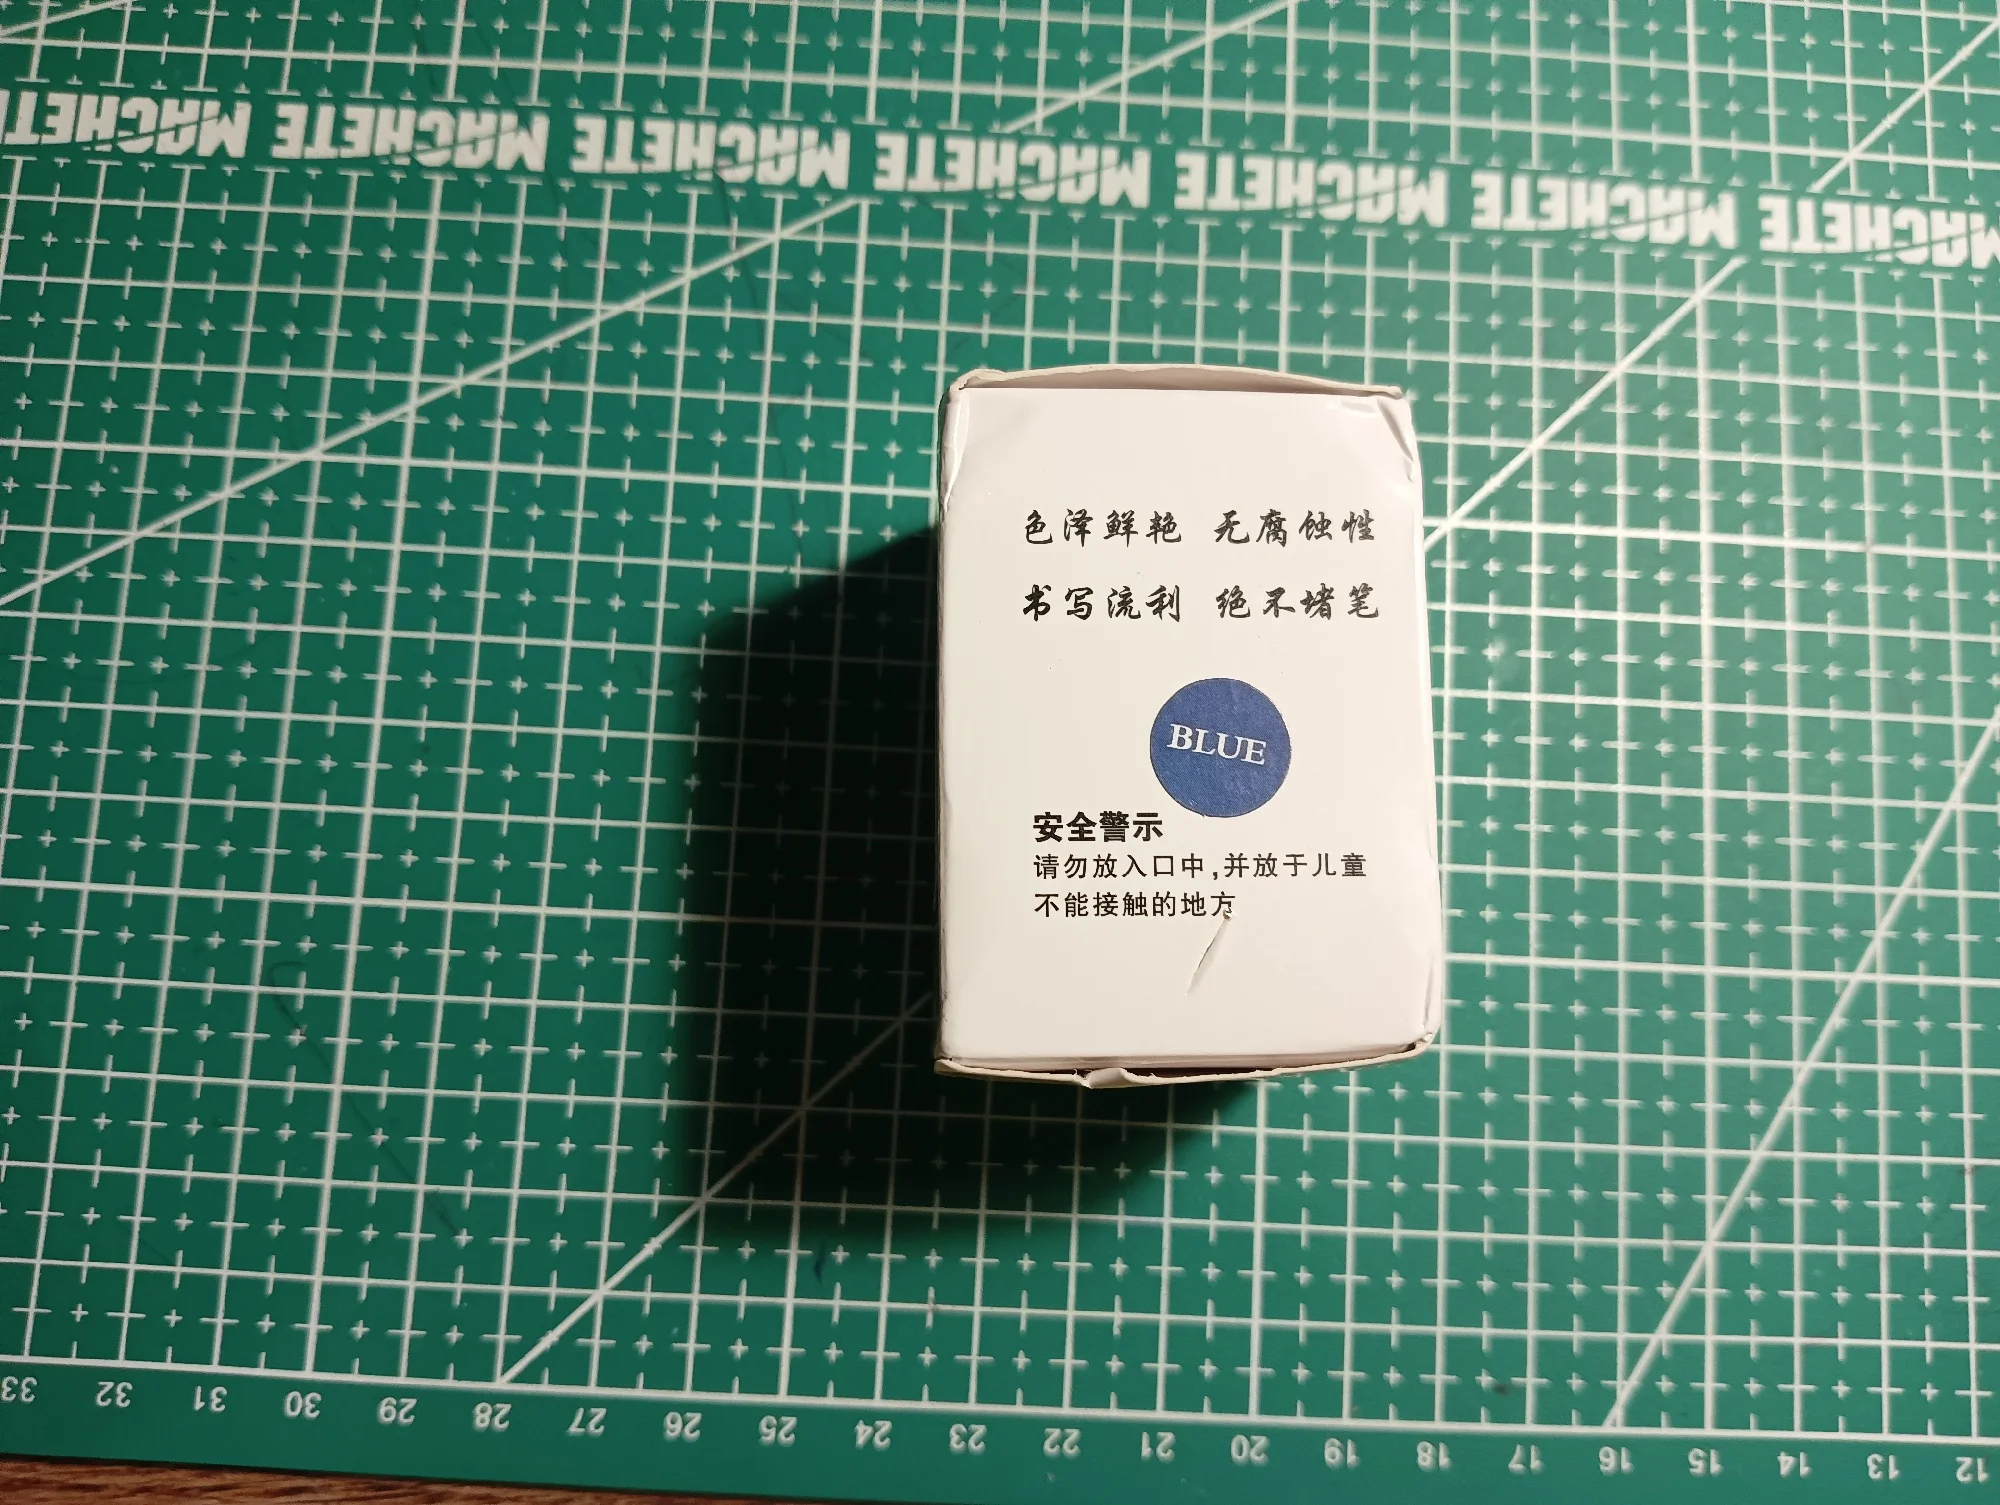 MACHETE MACHETE MACHETE MACHETE MACHETE MACHETE MACHETE
色泽鲜艳 无腐蚀性
书写流利 绝不堵笔
BLUE
安全警示
请勿放入口中,并放于儿童
不能接触的地方
33 32 31 30 29 28 27 26 25 24 23 22 21 20 19 18 17 16 15 14 13 12